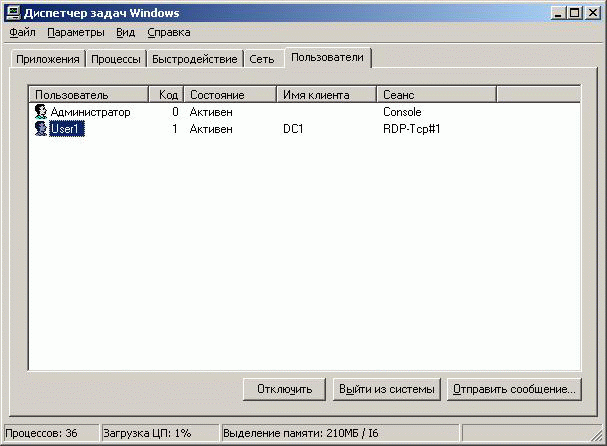 Диспетчер задач Windows
Файл Параметры Вид Справка
Приложения Процессы Быстродействие Сеть Пользователи
Пользователь Код Состояние Имя клиента Сеанс
Администратор 0 Активен Console
User1 1 Активен DC1 RDP-Tcp#1
Отключить Выйти из системы Отправить сообщение...
Процессов: 36 Загрузка ЦП: 1% Выделение памяти: 210МБ / I6